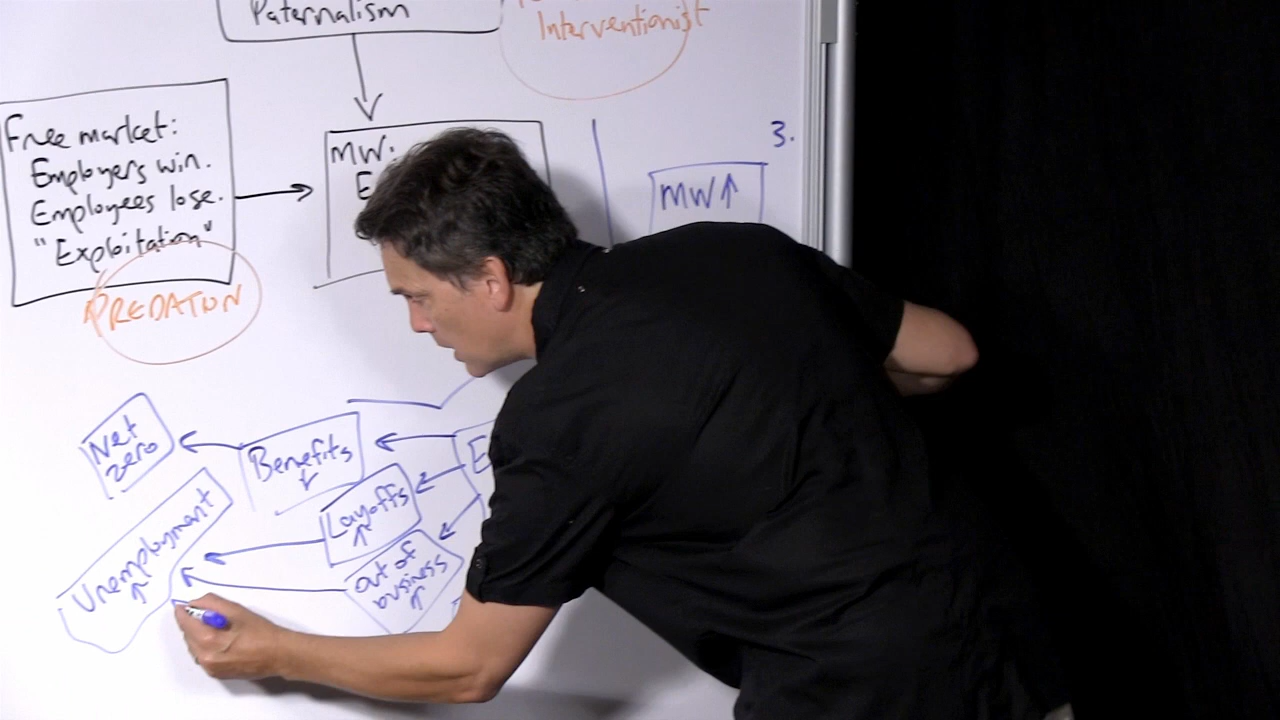 Paternalism
Interventionist
Free market:
Employers win.
Employees lose.
"Exploitation"
PREDATION
MW:
E
3.
MW↑
Net
zero
Benefits
↓
Layoffs
↑
out of
business
↑
Unemployment
↑
E